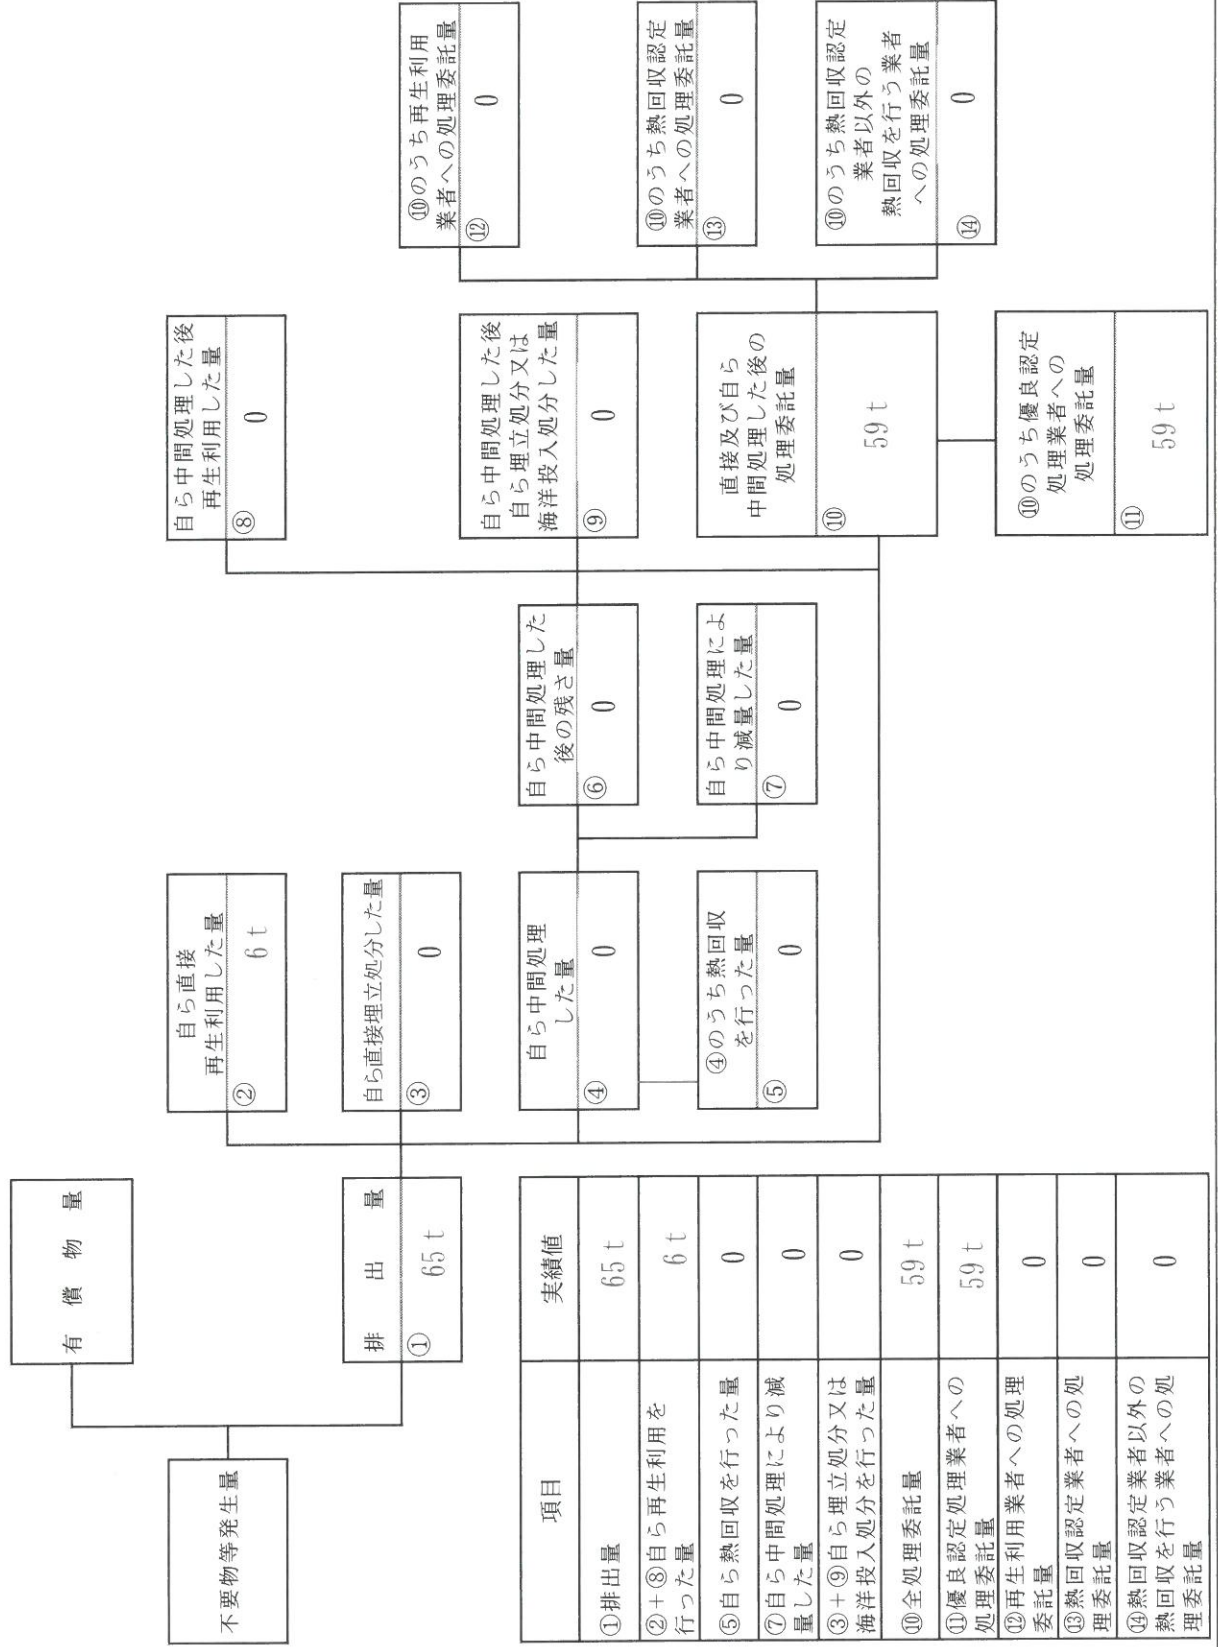 不要物等発生量
有償物量
排出量
① 65t
自ら直接
再生利用した量
② 6t
自ら直接埋立処分した量
③ 0
自ら中間処理
した量
④ 0
④のうち熱回収
を行った量
⑤ 0
自ら中間処理した
後の残さ量
⑥ 0
自ら中間処理によ
り減量した量
⑦ 0
自ら中間処理した後
再生利用した量
⑧ 0
自ら中間処理した後
自ら埋立処分又は
海洋投入処分した量
⑨ 0
直接及び自ら
中間処理した後の
処理委託量
⑩ 59t
⑩のうち優良認定
処理業者への
処理委託量
⑪ 59t
⑩のうち再生利用
業者への処理委託量
⑫ 0
⑩のうち熱回収認定
業者への処理委託量
⑬ 0
⑩のうち熱回収認定
業者以外の
熱回収を行う業者
への処理委託量
⑭ 0
項目 実績値
①排出量 65t
②+⑧自ら再生利用を
行った量 6t
⑤自ら熱回収を行った量 0
⑦自ら中間処理により減
量した量 0
③+⑨自ら埋立処分又は
海洋投入処分を行った量 0
⑩全処理委託量 59t
⑪優良認定処理業者への
処理委託量 59t
⑫再生利用業者への処理
委託量 0
⑬熱回収認定業者への処
理委託量 0
⑭熱回収認定業者以外の
熱回収を行う業者への処
理委託量 0